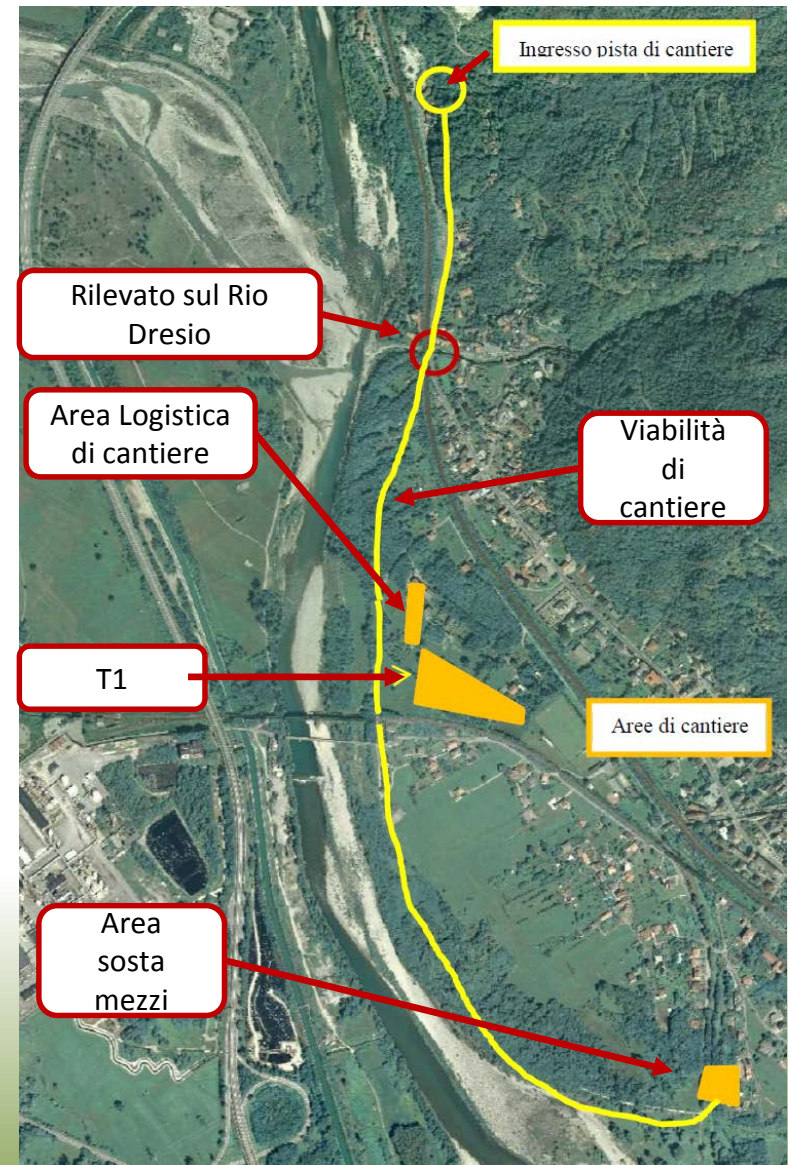 Ingresso pista di cantiere
Rilevato sul Rio
Dresio
Area Logistica
di cantiere
Viabilità
di
cantiere
T1
Aree di cantiere
Area
sosta
mezzi